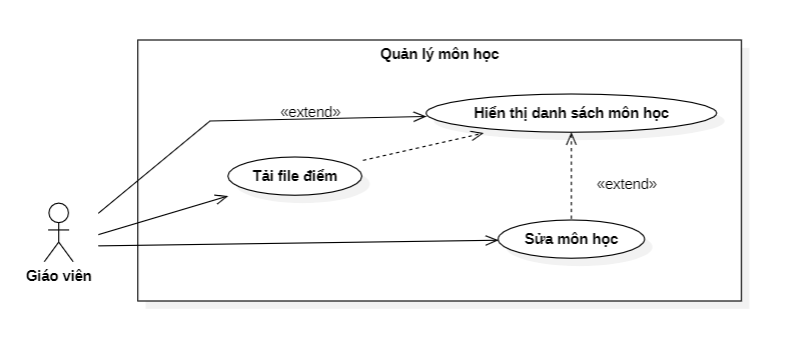 Quản lý môn học
«extend»
Hiển thị danh sách môn học
Tải file điểm
«extend»
Sửa môn học
Giáo viên